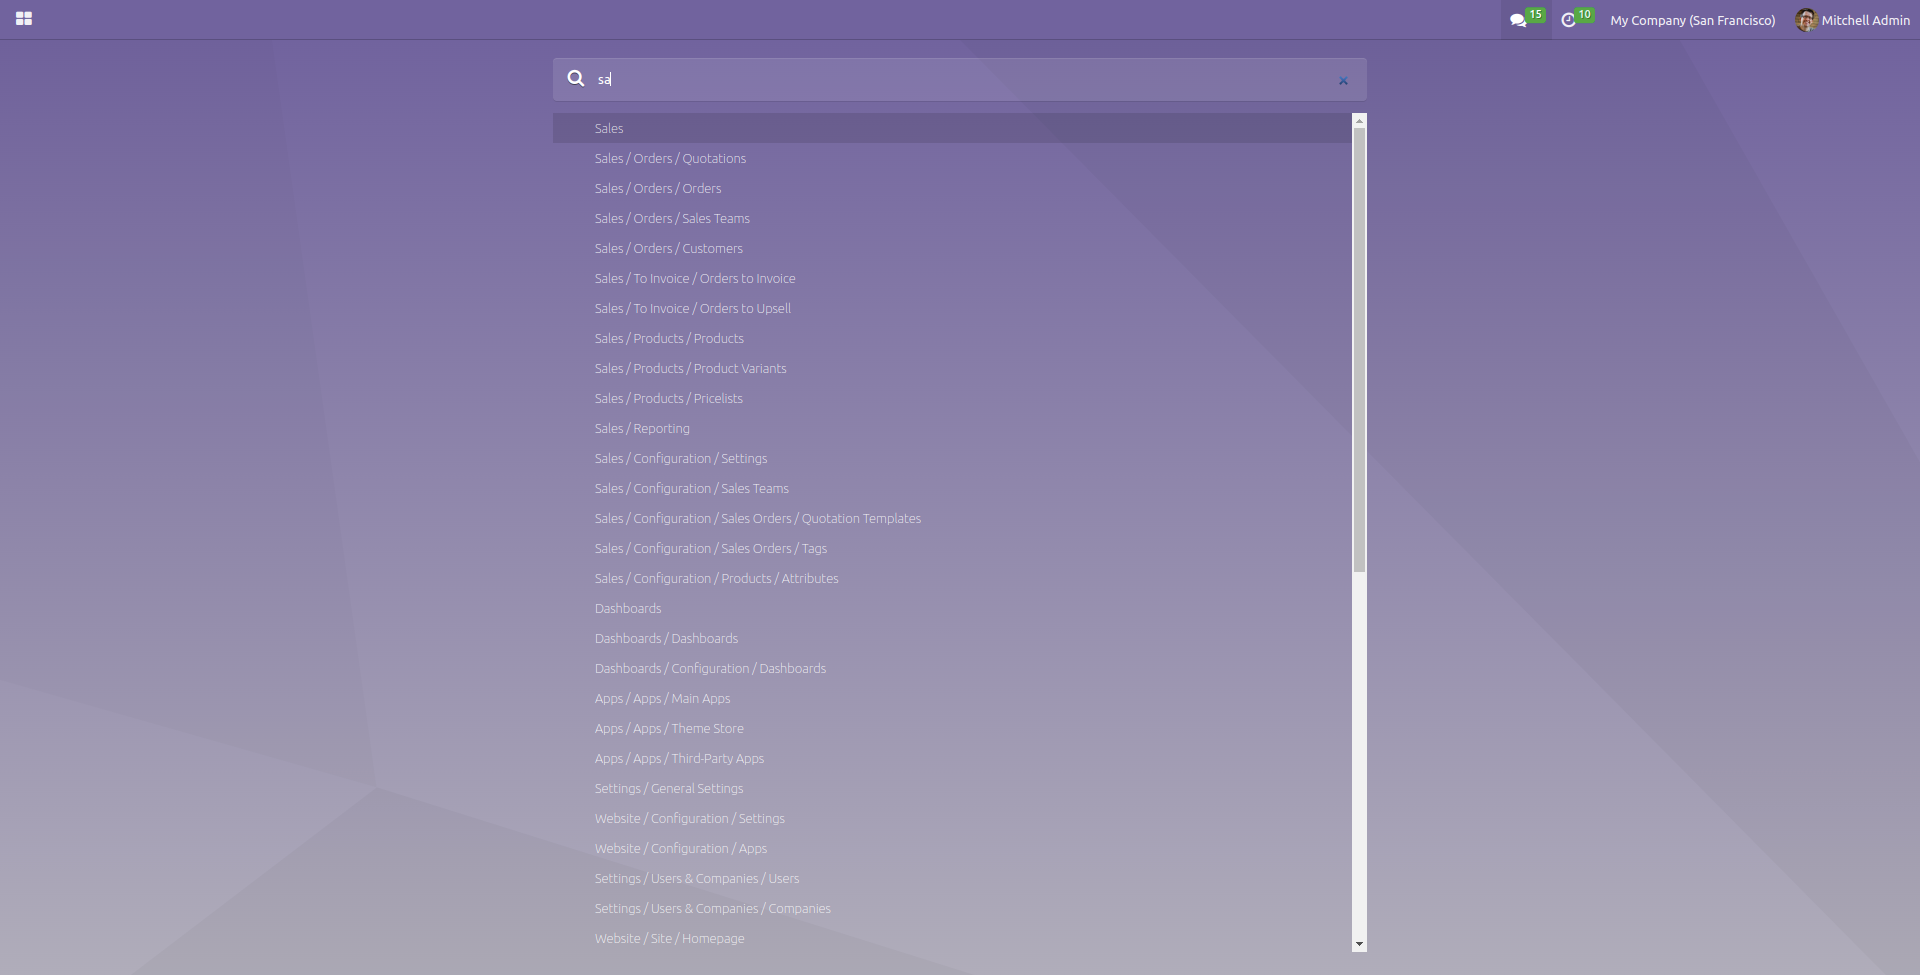 15
10
My Company (San Francisco)
Mitchell Admin
sa
Sales
Sales / Orders / Quotations
Sales / Orders / Orders
Sales / Orders / Sales Teams
Sales / Orders / Customers
Sales / To Invoice / Orders to Invoice
Sales / To Invoice / Orders to Upsell
Sales / Products / Products
Sales / Products / Product Variants
Sales / Products / Pricelists
Sales / Reporting
Sales / Configuration / Settings
Sales / Configuration / Sales Teams
Sales / Configuration / Sales Orders / Quotation Templates
Sales / Configuration / Sales Orders / Tags
Sales / Configuration / Products / Attributes
Dashboards
Dashboards / Dashboards
Dashboards / Configuration / Dashboards
Apps / Apps / Main Apps
Apps / Apps / Theme Store
Apps / Apps / Third-Party Apps
Settings / General Settings
Website / Configuration / Settings
Website / Configuration / Apps
Settings / Users & Companies / Users
Settings / Users & Companies / Companies
Website / Site / Homepage